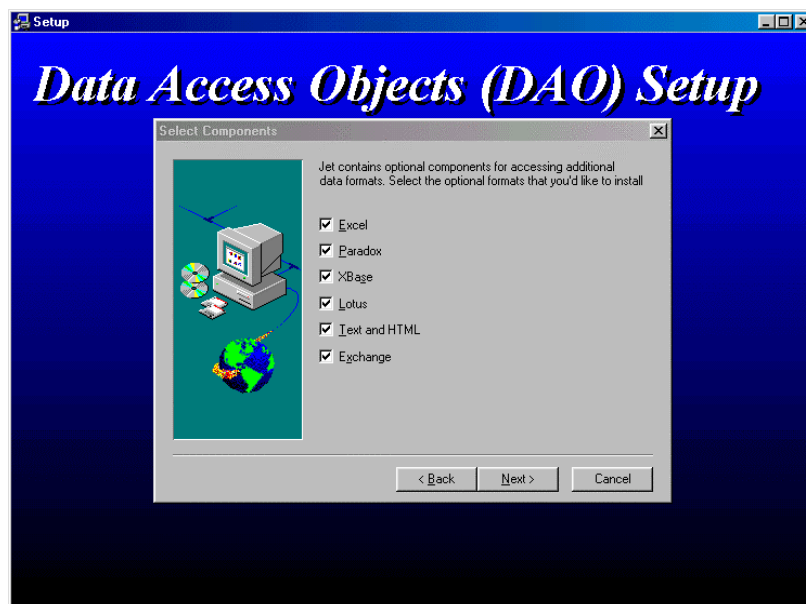 Setup
Data Access Objects (DAO) Setup
Select Components
Jet contains optional components for accessing additional
data formats. Select the optional formats that you'd like to install
Excel
Paradox
XBase
Lotus
Text and HTML
Exchange
< Back
Next >
Cancel